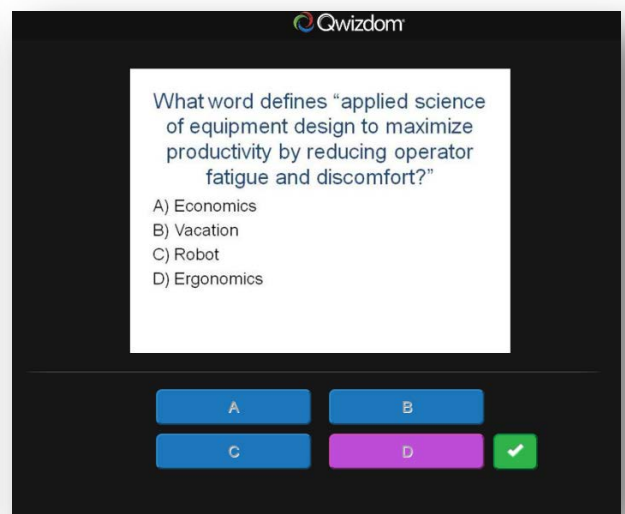 Qwizdom
What word defines “applied science
of equipment design to maximize
productivity by reducing operator
fatigue and discomfort?”
A) Economics
B) Vacation
C) Robot
D) Ergonomics
A
B
C
D